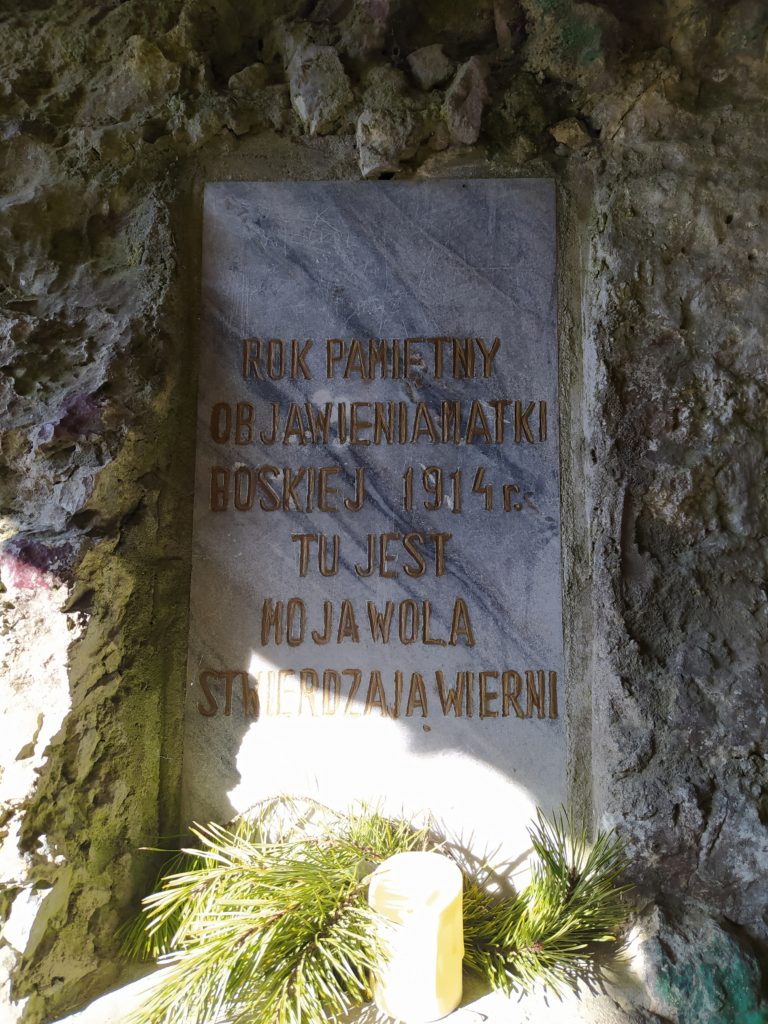 ROK PAMIĘTNY
OBJAWIENIA MATKI
BOSKIEJ 1914 r.
TU JEST
MOJA WOLA
STWIERDZAJĄ WIERNI